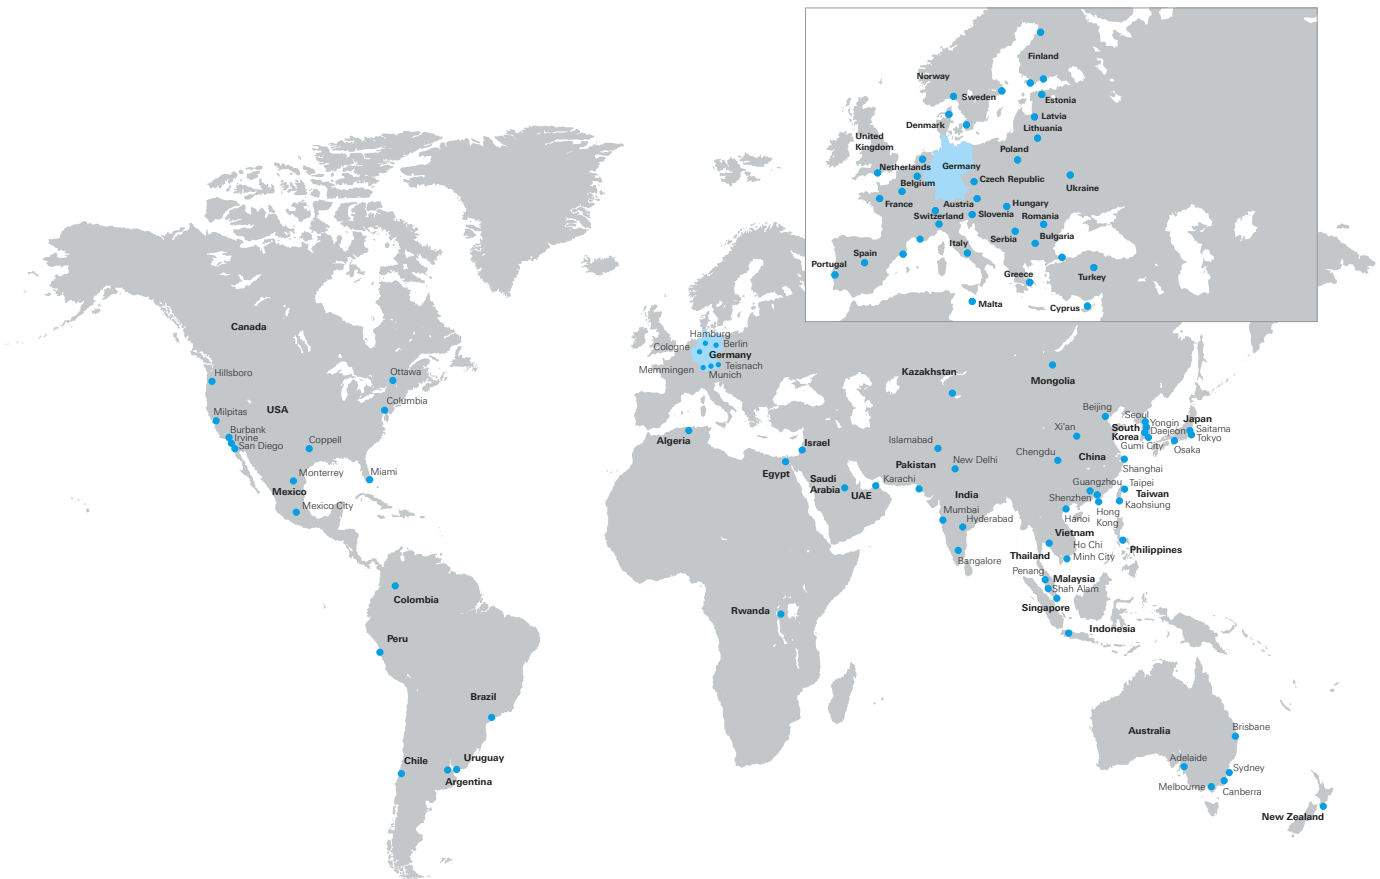 Finland
Norway
Sweden
Estonia
Latvia
Denmark
Lithuania
United
Kingdom
Poland
Netherlands
Germany
Czech Republic
Belgium
Ukraine
France
Austria
Hungary
Switzerland
Slovenia
Romania
Serbia
Bulgaria
Italy
Spain
Portugal
Greece
Turkey
Malta
Cyprus
Canada
Hillsboro
Ottawa
USA
Columbia
Milpitas
Burbank
Irvine
San Diego
Coppell
Monterrey
Miami
Mexico
Mexico City
Colombia
Peru
Brazil
Chile
Uruguay
Argentina
Hamburg
Cologne
Berlin
Germany
Memmingen
Teisnach
Munich
Algeria
Israel
Egypt
Saudi
Arabia
UAE
Rwanda
Kazakhstan
Mongolia
Islamabad
Pakistan
New Delhi
Karachi
India
Mumbai
Hyderabad
Bangalore
Beijing
Seoul
Yongin
Japan
Xi'an
South
Korea
Daejeon
Saitama
Tokyo
Gumi City
Osaka
Chengdu
China
Shanghai
Guangzhou
Taipei
Shenzhen
Taiwan
Kaohsiung
Hong
Kong
Hanoi
Vietnam
Ho Chi
Minh City
Thailand
Philippines
Penang
Malaysia
Shah Alam
Singapore
Indonesia
Australia
Brisbane
Adelaide
Sydney
Melbourne
Canberra
New Zealand